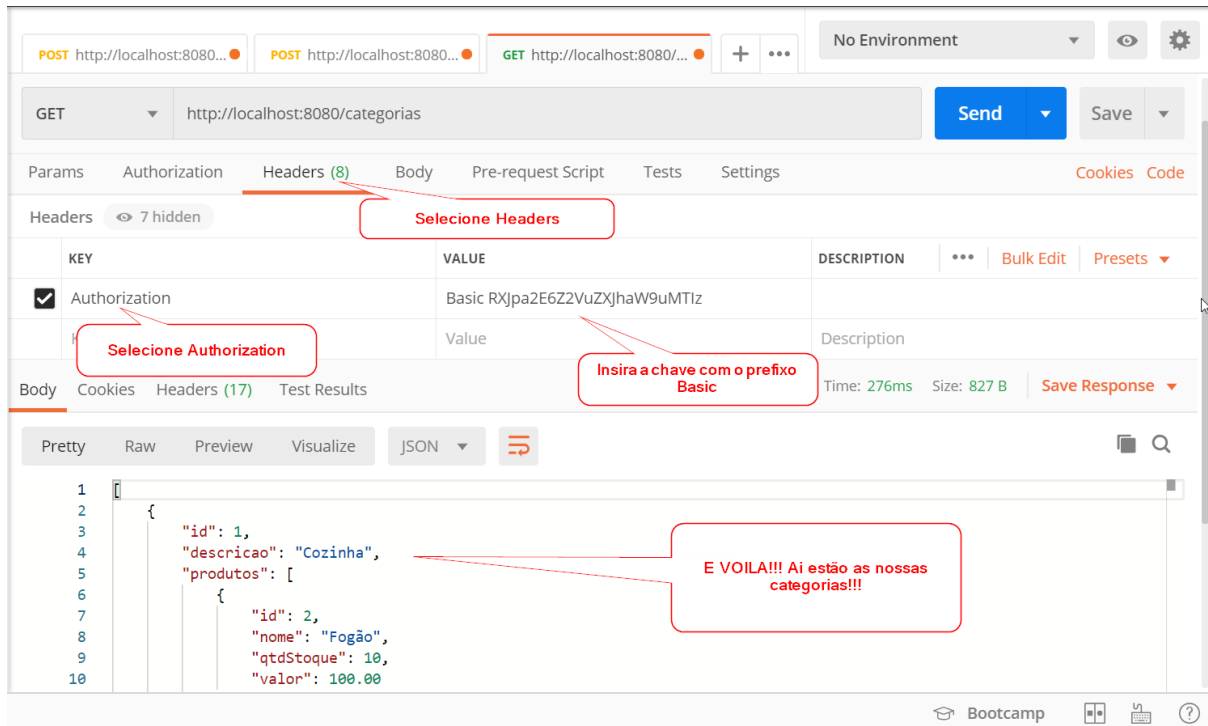 POST http://localhost:8080...
POST http://localhost:8080...
GET http://localhost:8080/...
+ •••
No Environment
GET
http://localhost:8080/categorias
Send
Save
Params Authorization Headers (8) Body Pre-request Script Tests Settings
Cookies Code
Selecione Headers
Headers 7 hidden
KEY VALUE DESCRIPTION ••• Bulk Edit Presets
Authorization Basic RXJpa2E6Z2VuZXJhaW9uMTIz
Selecione Authorization
Value Description
Insira a chave com o prefixo
Basic
Body Cookies Headers (17) Test Results
Time: 276ms Size: 827 B Save Response
Pretty Raw Preview Visualize JSON
1 [
2 {
3 "id": 1,
4 "descricao": "Cozinha",
5 "produtos": [
6 {
7 "id": 2,
8 "nome": "Fogão",
9 "qtdStoque": 10,
10 "valor": 100.00
E VOILA!!! Ai estão as nossas
categorias!!!
Bootcamp
?